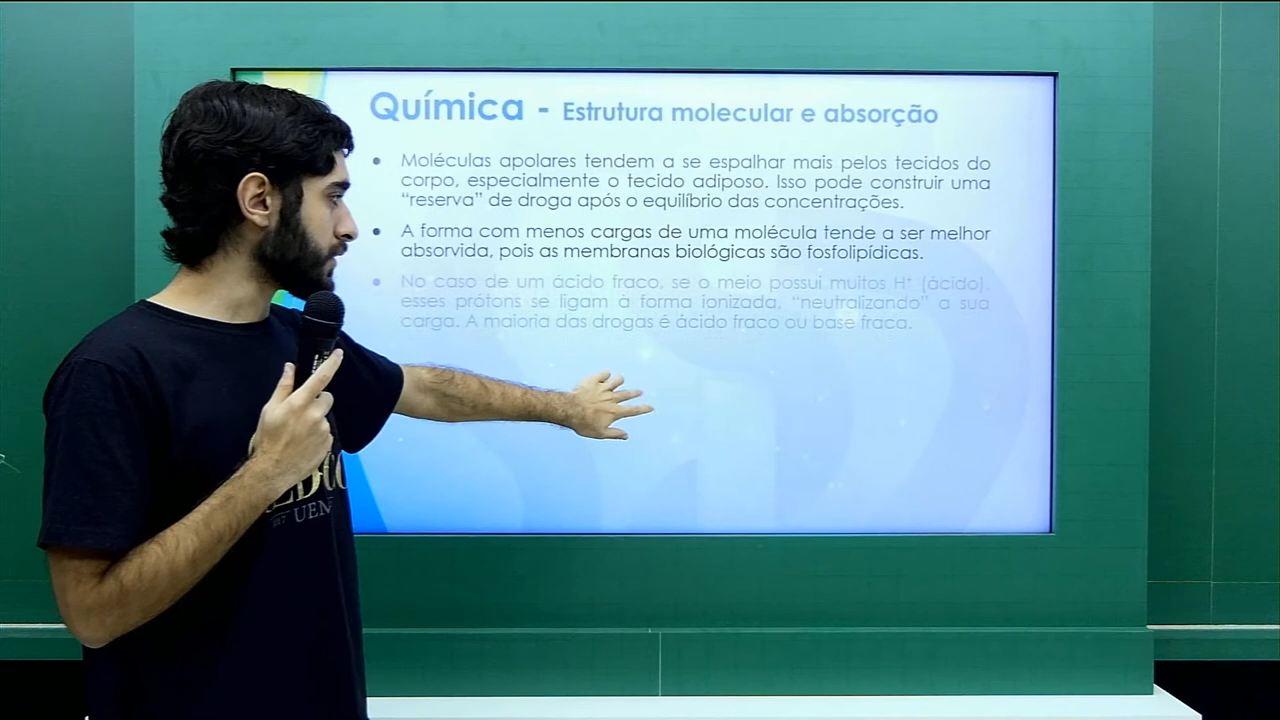 Química - Estrutura molecular e absorção
• Moléculas apolares tendem a se espalhar mais pelos tecidos do
corpo, especialmente o tecido adiposo. Isso pode construir uma
“reserva” de droga após o equilíbrio das concentrações.
• A forma com menos cargas de uma molécula tende a ser melhor
absorvida, pois as membranas biológicas são fosfolipídicas.
• No caso de um ácido fraco, se o meio possui muitos H⁺ (ácido),
esses prótons se ligam à forma ionizada, “neutralizando” a sua
carga. A maioria das drogas é ácido fraco ou base fraca.